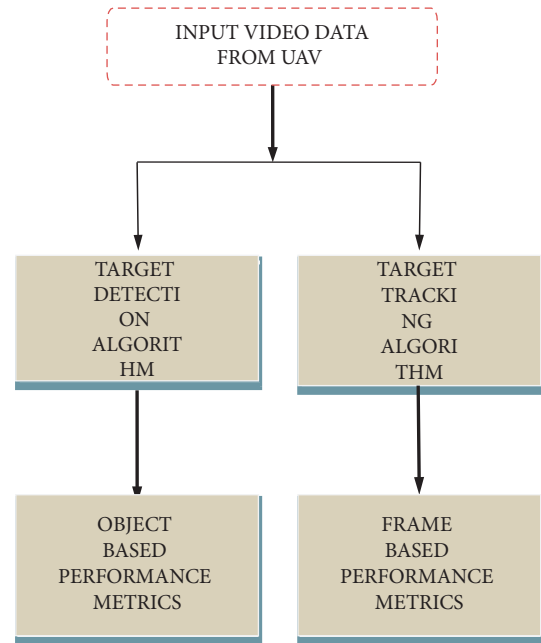 INPUT VIDEO DATA
FROM UAV
TARGET
DETECTI
ON
ALGORIT
HM
TARGET
TRACKI
NG
ALGORI
THM
OBJECT
BASED
PERFORMANCE
METRICS
FRAME
BASED
PERFORMANCE
METRICS